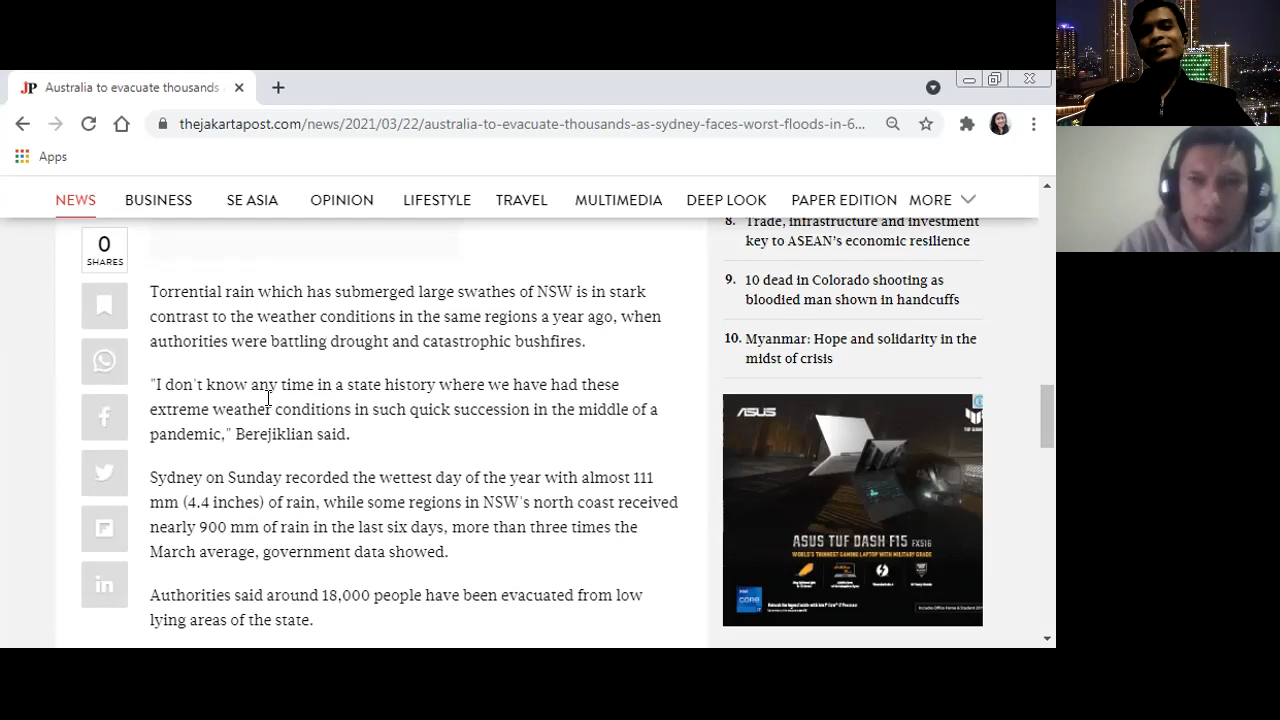 JP Australia to evacuate thousands
thejakartapost.com/news/2021/03/22/australia-to-evacuate-thousands-as-sydney-faces-worst-floods-in-6...
Apps
NEWS BUSINESS SE ASIA OPINION LIFESTYLE TRAVEL MULTIMEDIA DEEP LOOK PAPER EDITION MORE
0
SHARES
in
Torrential rain which has submerged large swathes of NSW is in stark
contrast to the weather conditions in the same regions a year ago, when
authorities were battling drought and catastrophic bushfires.
"I don't know any time in a state history where we have had these
extreme weather conditions in such quick succession in the middle of a
pandemic," Berejiklian said.
Sydney on Sunday recorded the wettest day of the year with almost 111
mm (4.4 inches) of rain, while some regions in NSW's north coast received
nearly 900 mm of rain in the last six days, more than three times the
March average, government data showed.
Authorities said around 18,000 people have been evacuated from low
lying areas of the state.
8. Trade, infrastructure and investment
key to ASEAN's economic resilience
9. 10 dead in Colorado shooting as
bloodied man shown in handcuffs
10. Myanmar: Hope and solidarity in the
midst of crisis
ASUS
ASUS TUF DASH F15 FX516
WORLD'S THINNEST GAMING LAPTOP WITH MILITARY GRADE
intel
CORE
i7